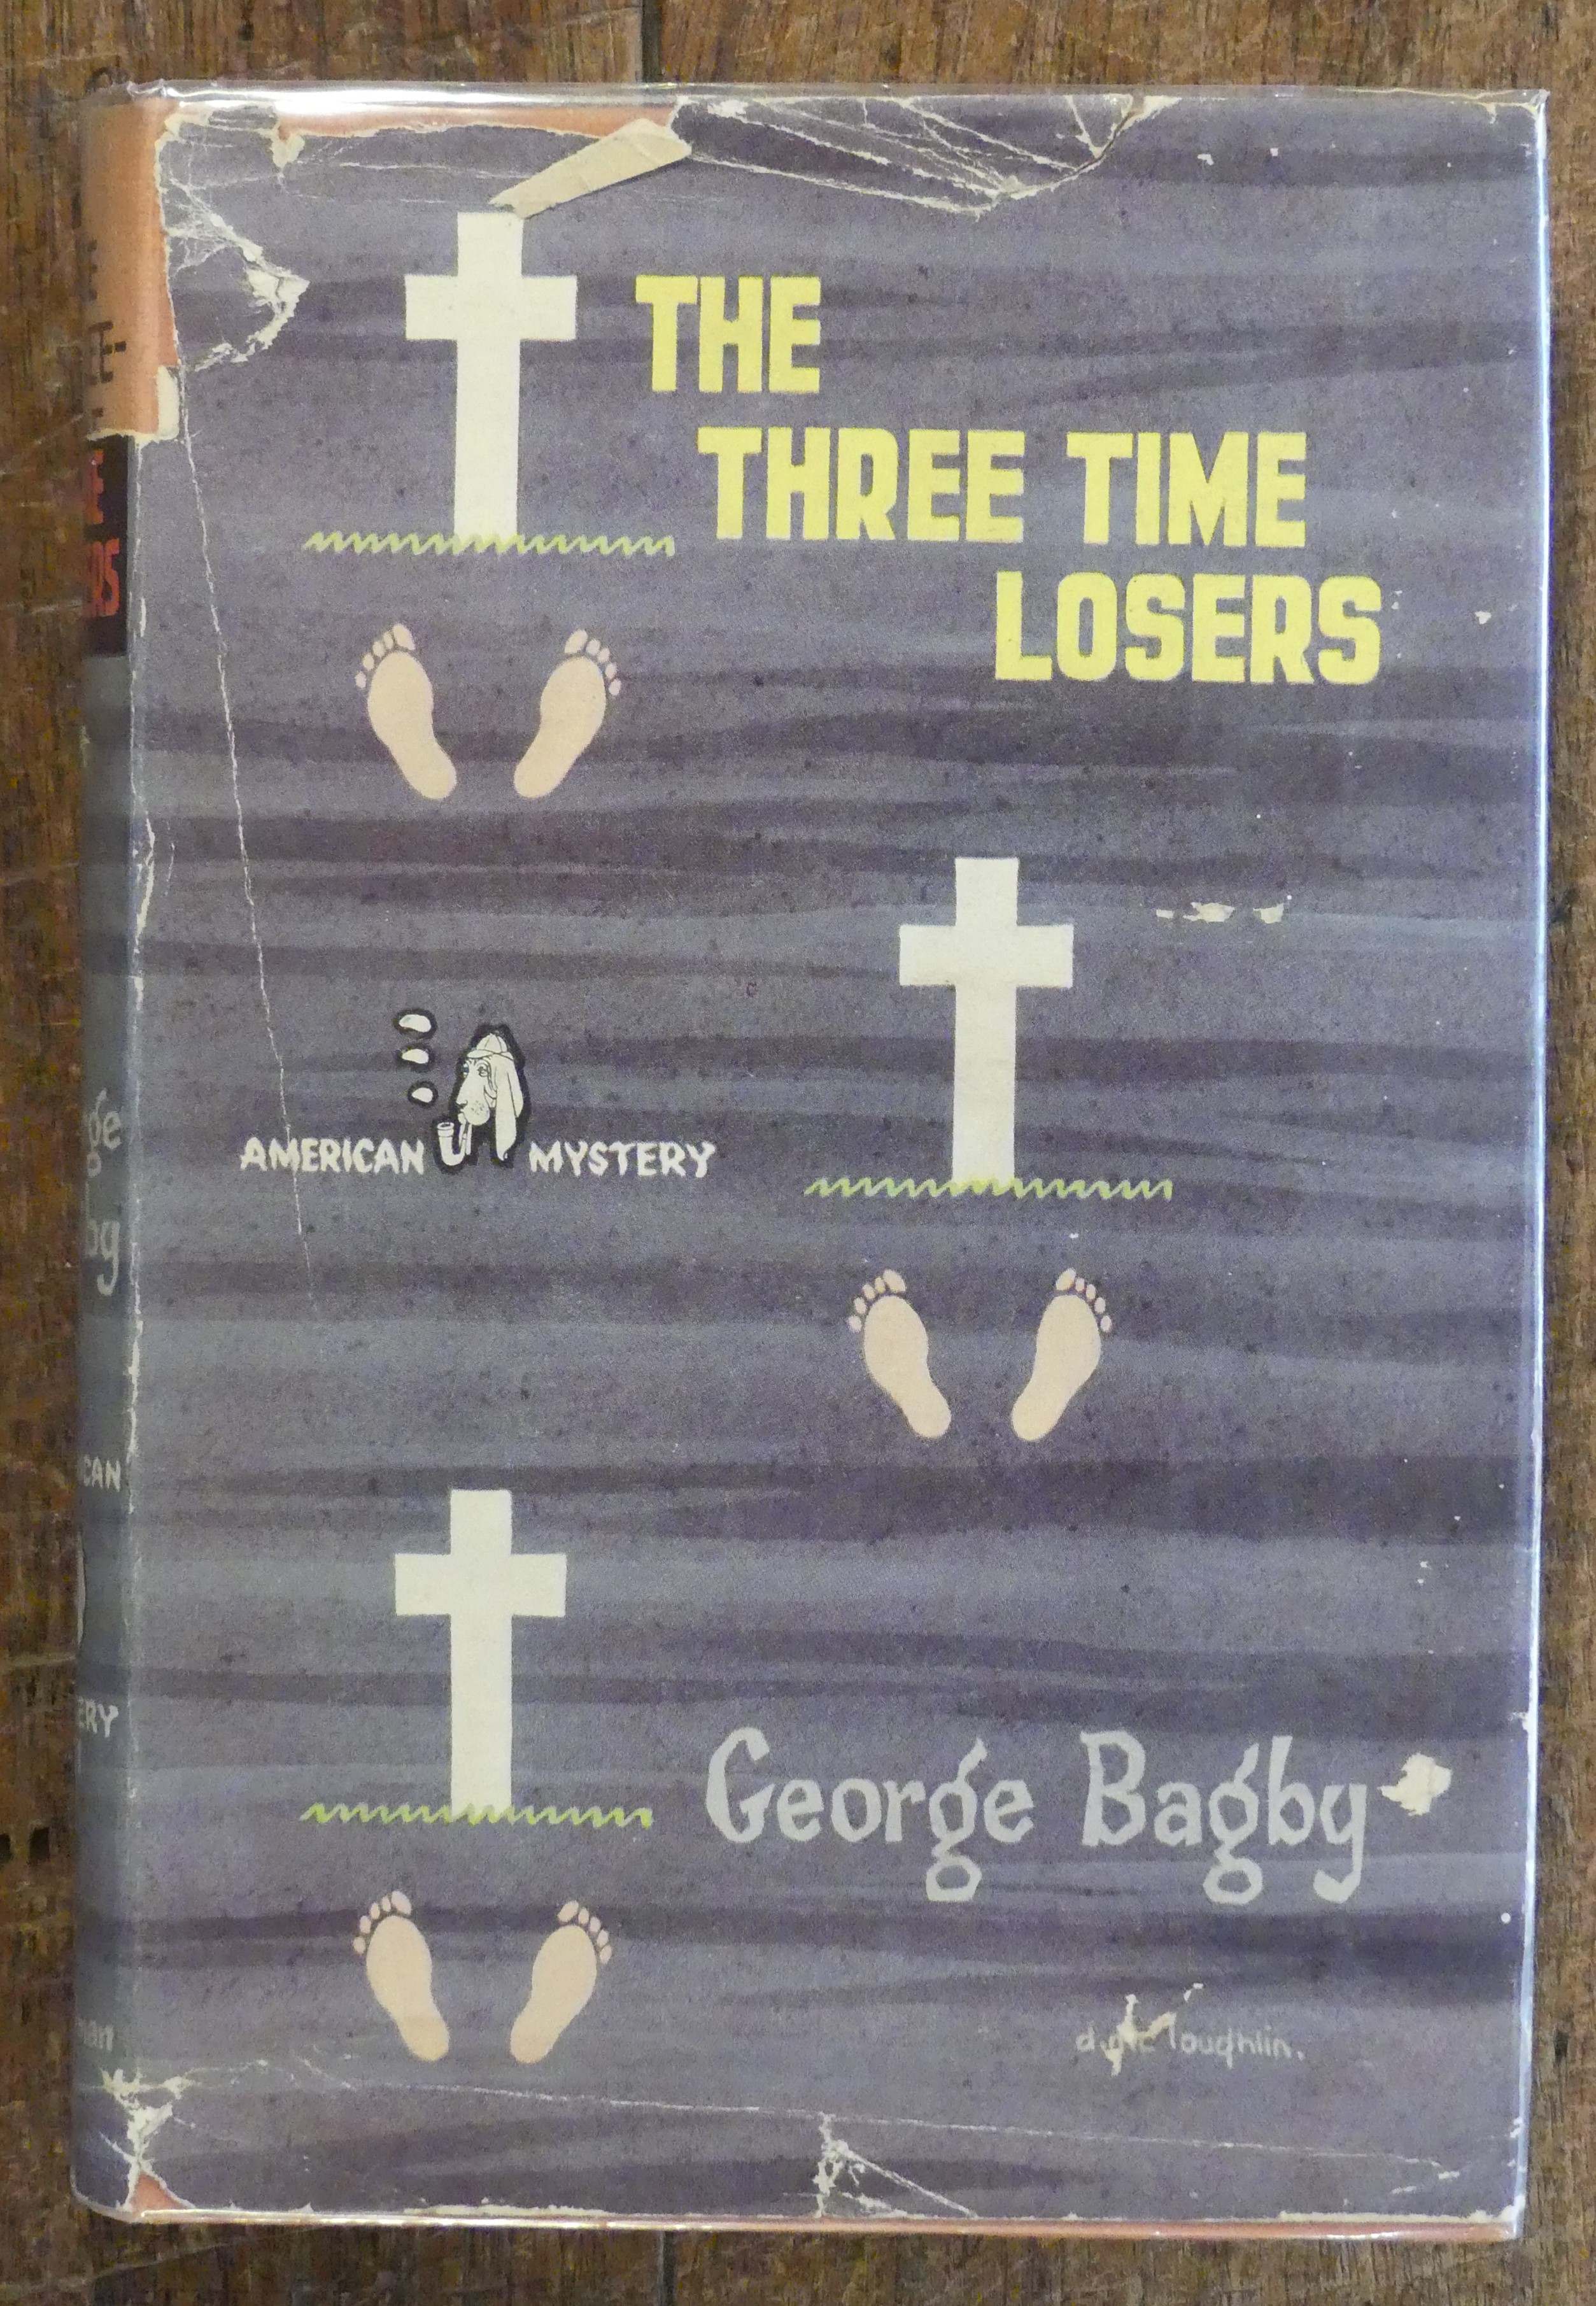 THE
THREE TIME
LOSERS
AMERICAN MYSTERY
George Bagby